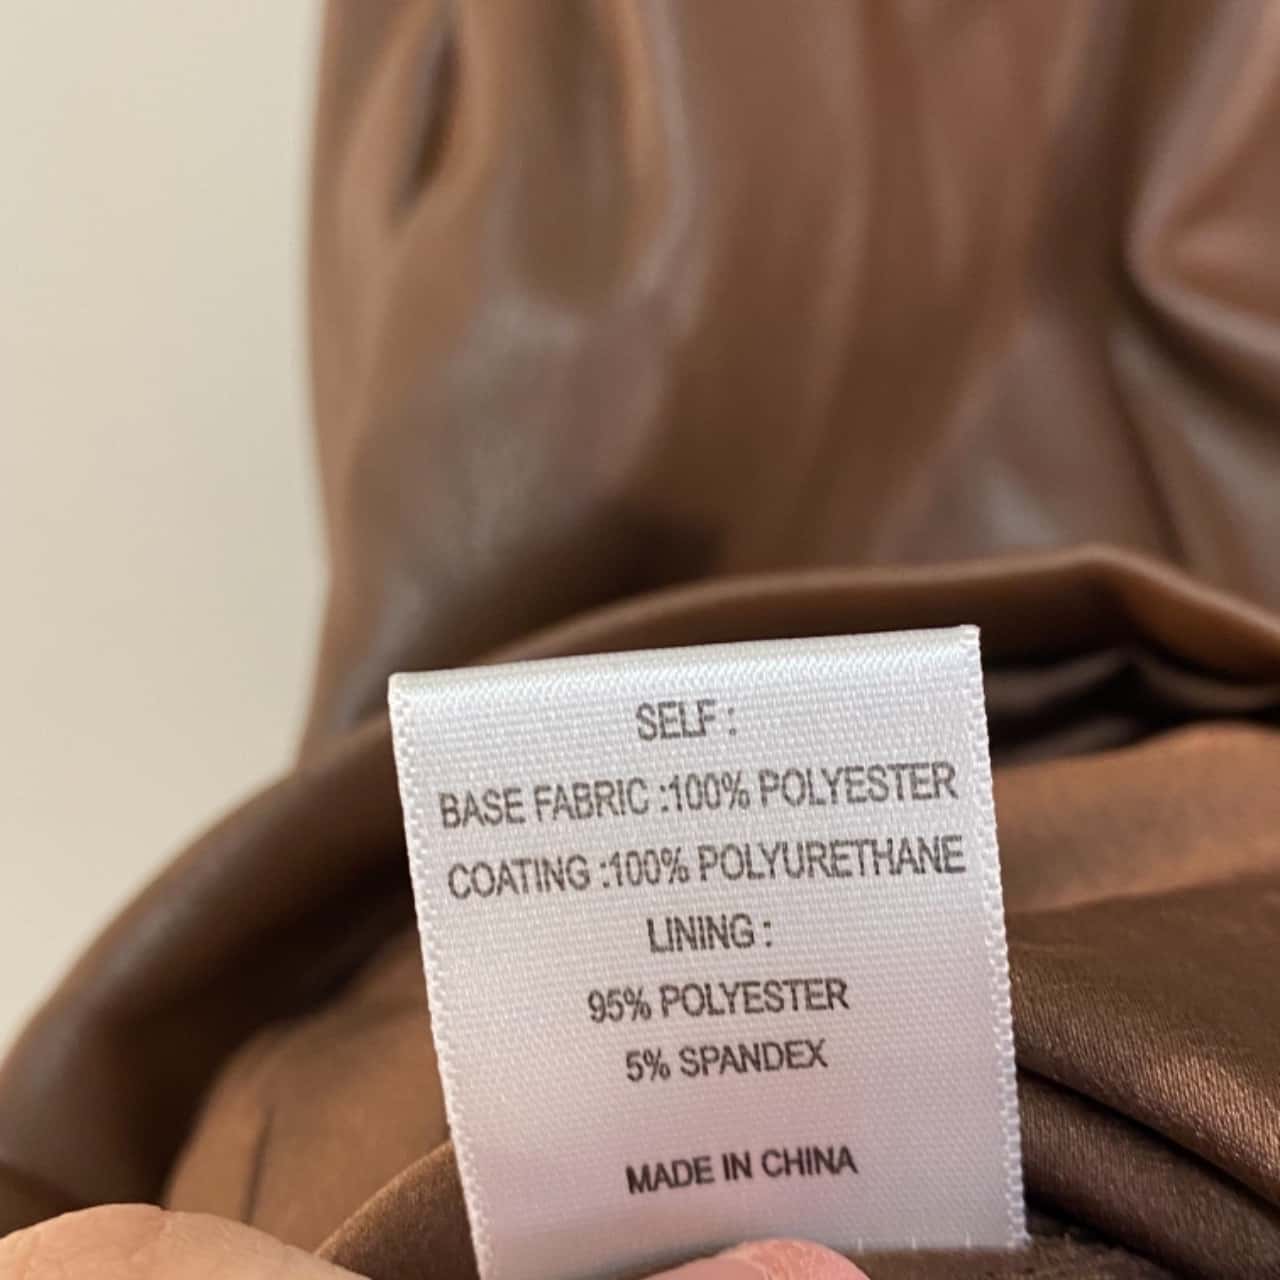 SELF :
BASE FABRIC :100% POLYESTER
COATING :100% POLYURETHANE
LINING :
95% POLYESTER
5% SPANDEX
MADE IN CHINA